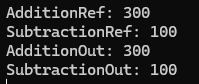 AdditionRef: 300
SubtractionRef: 100
AdditionOut: 300
SubtractionOut: 100